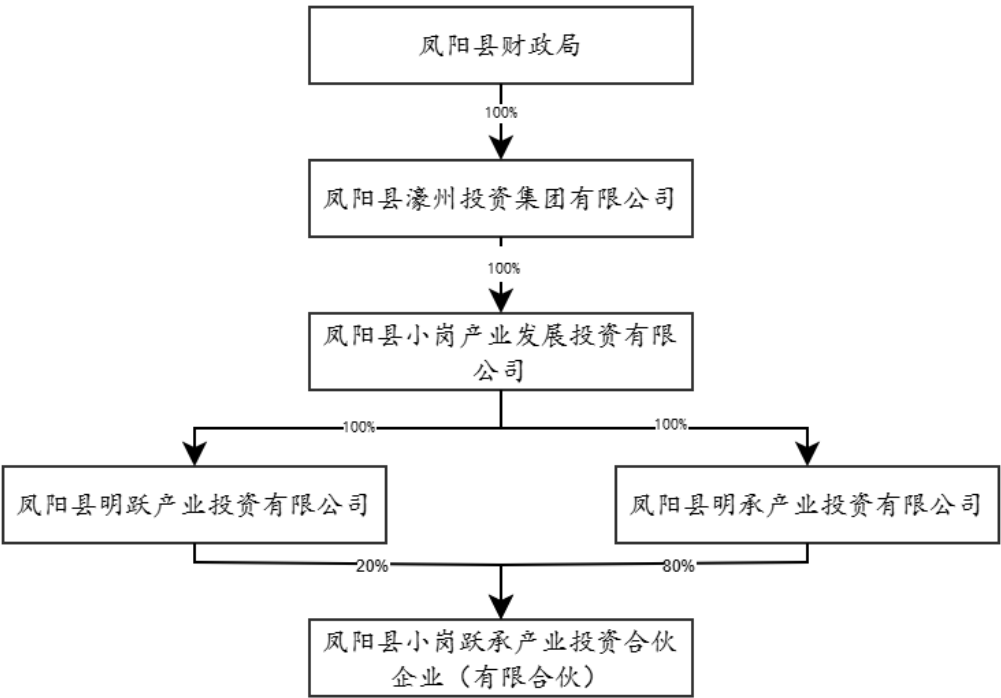 凤阳县财政局
100%
凤阳县濠州投资集团有限公司
100%
凤阳县小岗产业发展投资有限
公司
100%
100%
凤阳县明跃产业投资有限公司
凤阳县明承产业投资有限公司
20%
80%
凤阳县小岗跃承产业投资合伙
企业（有限合伙）